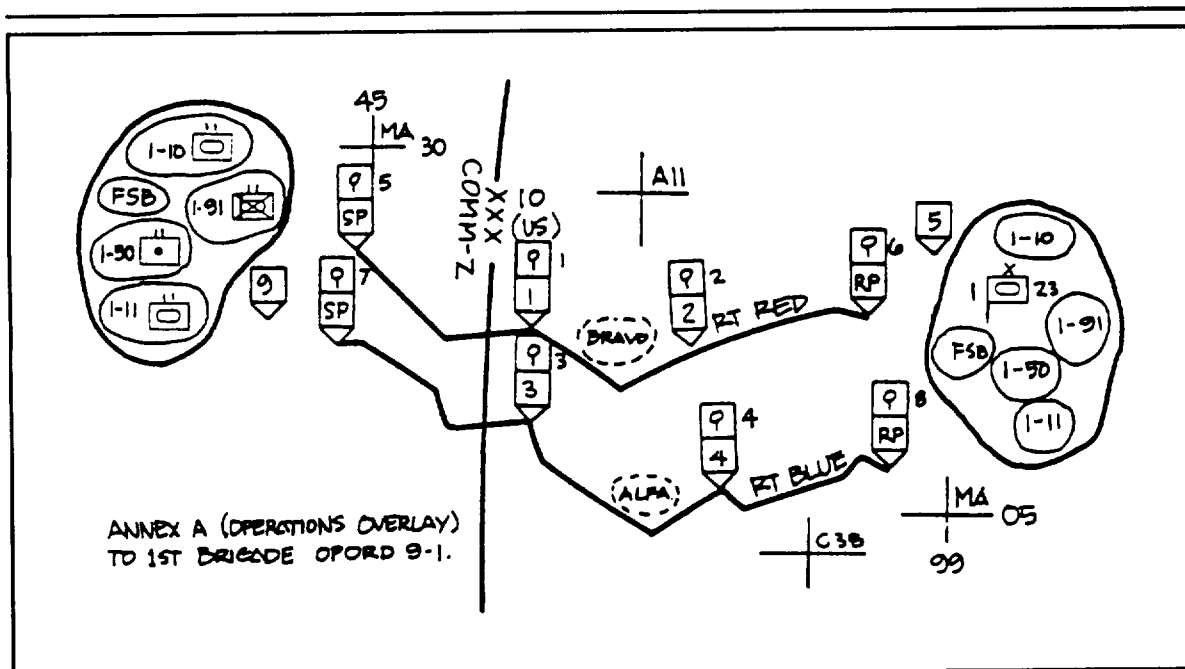 45
MA
30
1-10
FSB
1-91
1-50
1-11
5
SP
9
7
SP
COMM-Z
XXX
10
(US)
1
1
3
3
A11
2
2
BRAVO
RT RED
4
4
ALFA
RT BLUE
6
RP
8
RP
5
1-10
X
1
23
1-91
FSB
1-50
1-11
MA
05
99
C38
ANNEX A (OPERATIONS OVERLAY)
TO 1ST BRIGADE OPORD 9-1.